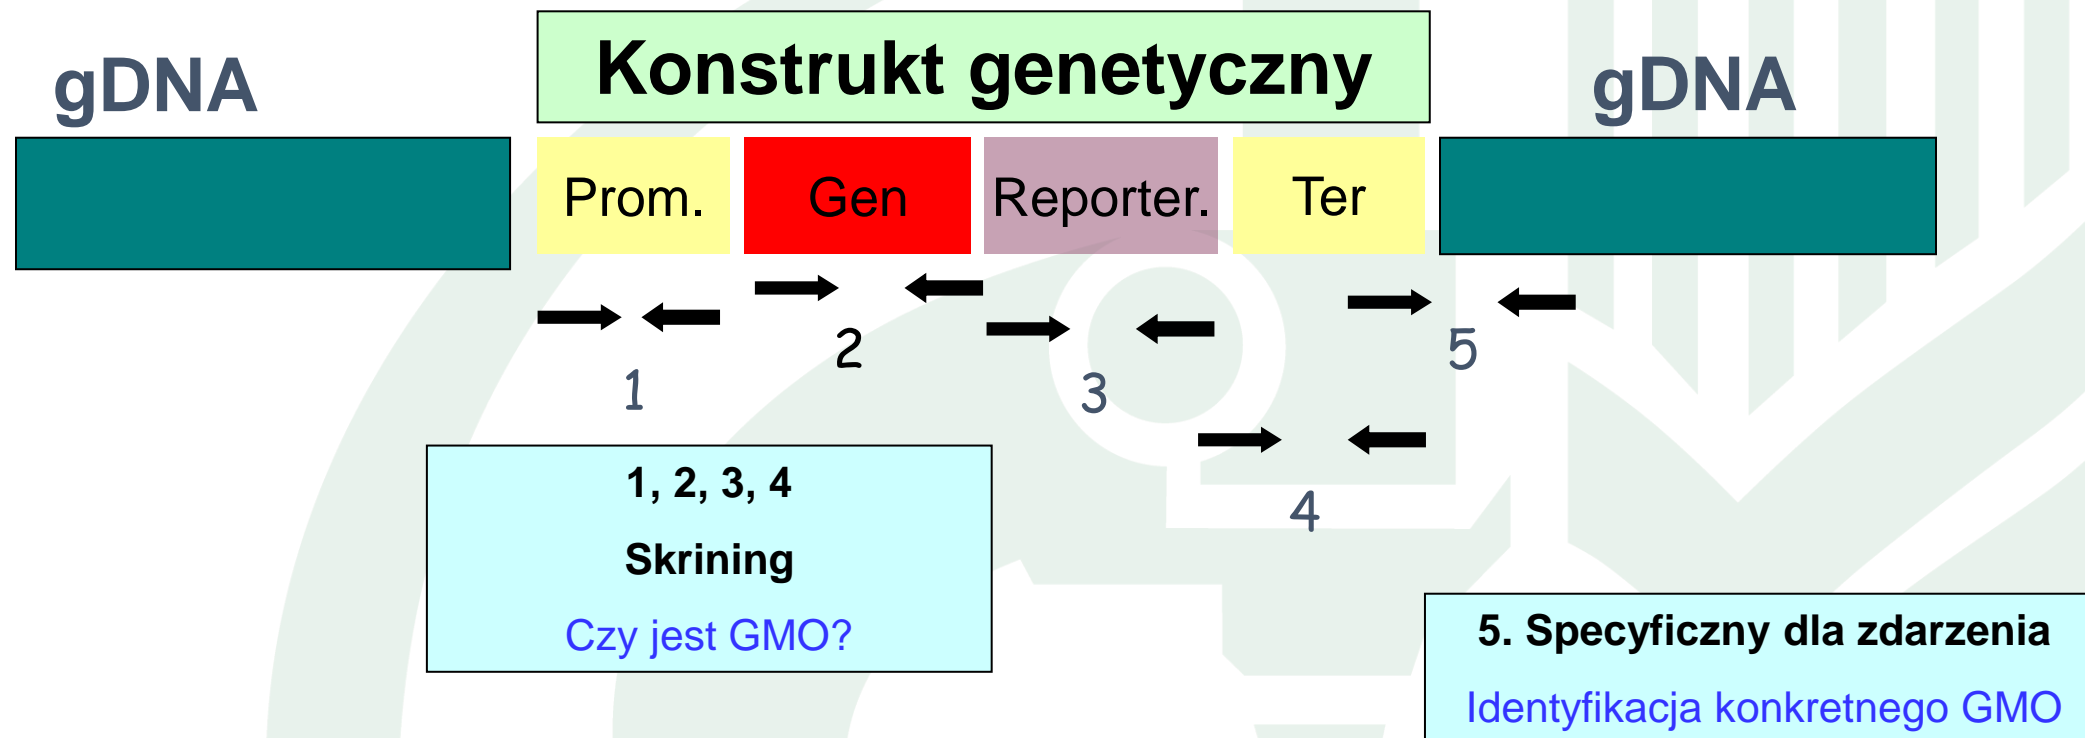 gDNA
Konstrukt genetyczny
gDNA
Prom.
Gen
Reporter.
Ter
1
2
3
4
5
1, 2, 3, 4
Skrining
Czy jest GMO?
5. Specyficzny dla zdarzenia
Identyfikacja konkretnego GMO